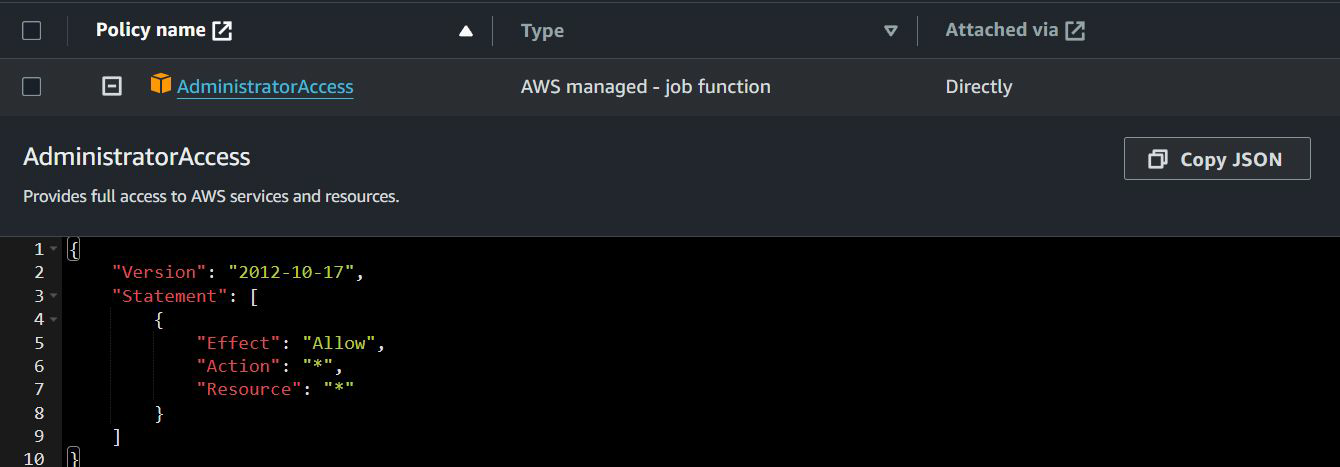 Policy name Type Attached via
AdministratorAccess AWS managed - job function Directly
AdministratorAccess
Copy JSON
Provides full access to AWS services and resources.
1 {
2 "Version": "2012-10-17",
3 "Statement": [
4 {
5 "Effect": "Allow",
6 "Action": "*",
7 "Resource": "*"
8 }
9 ]
10 }